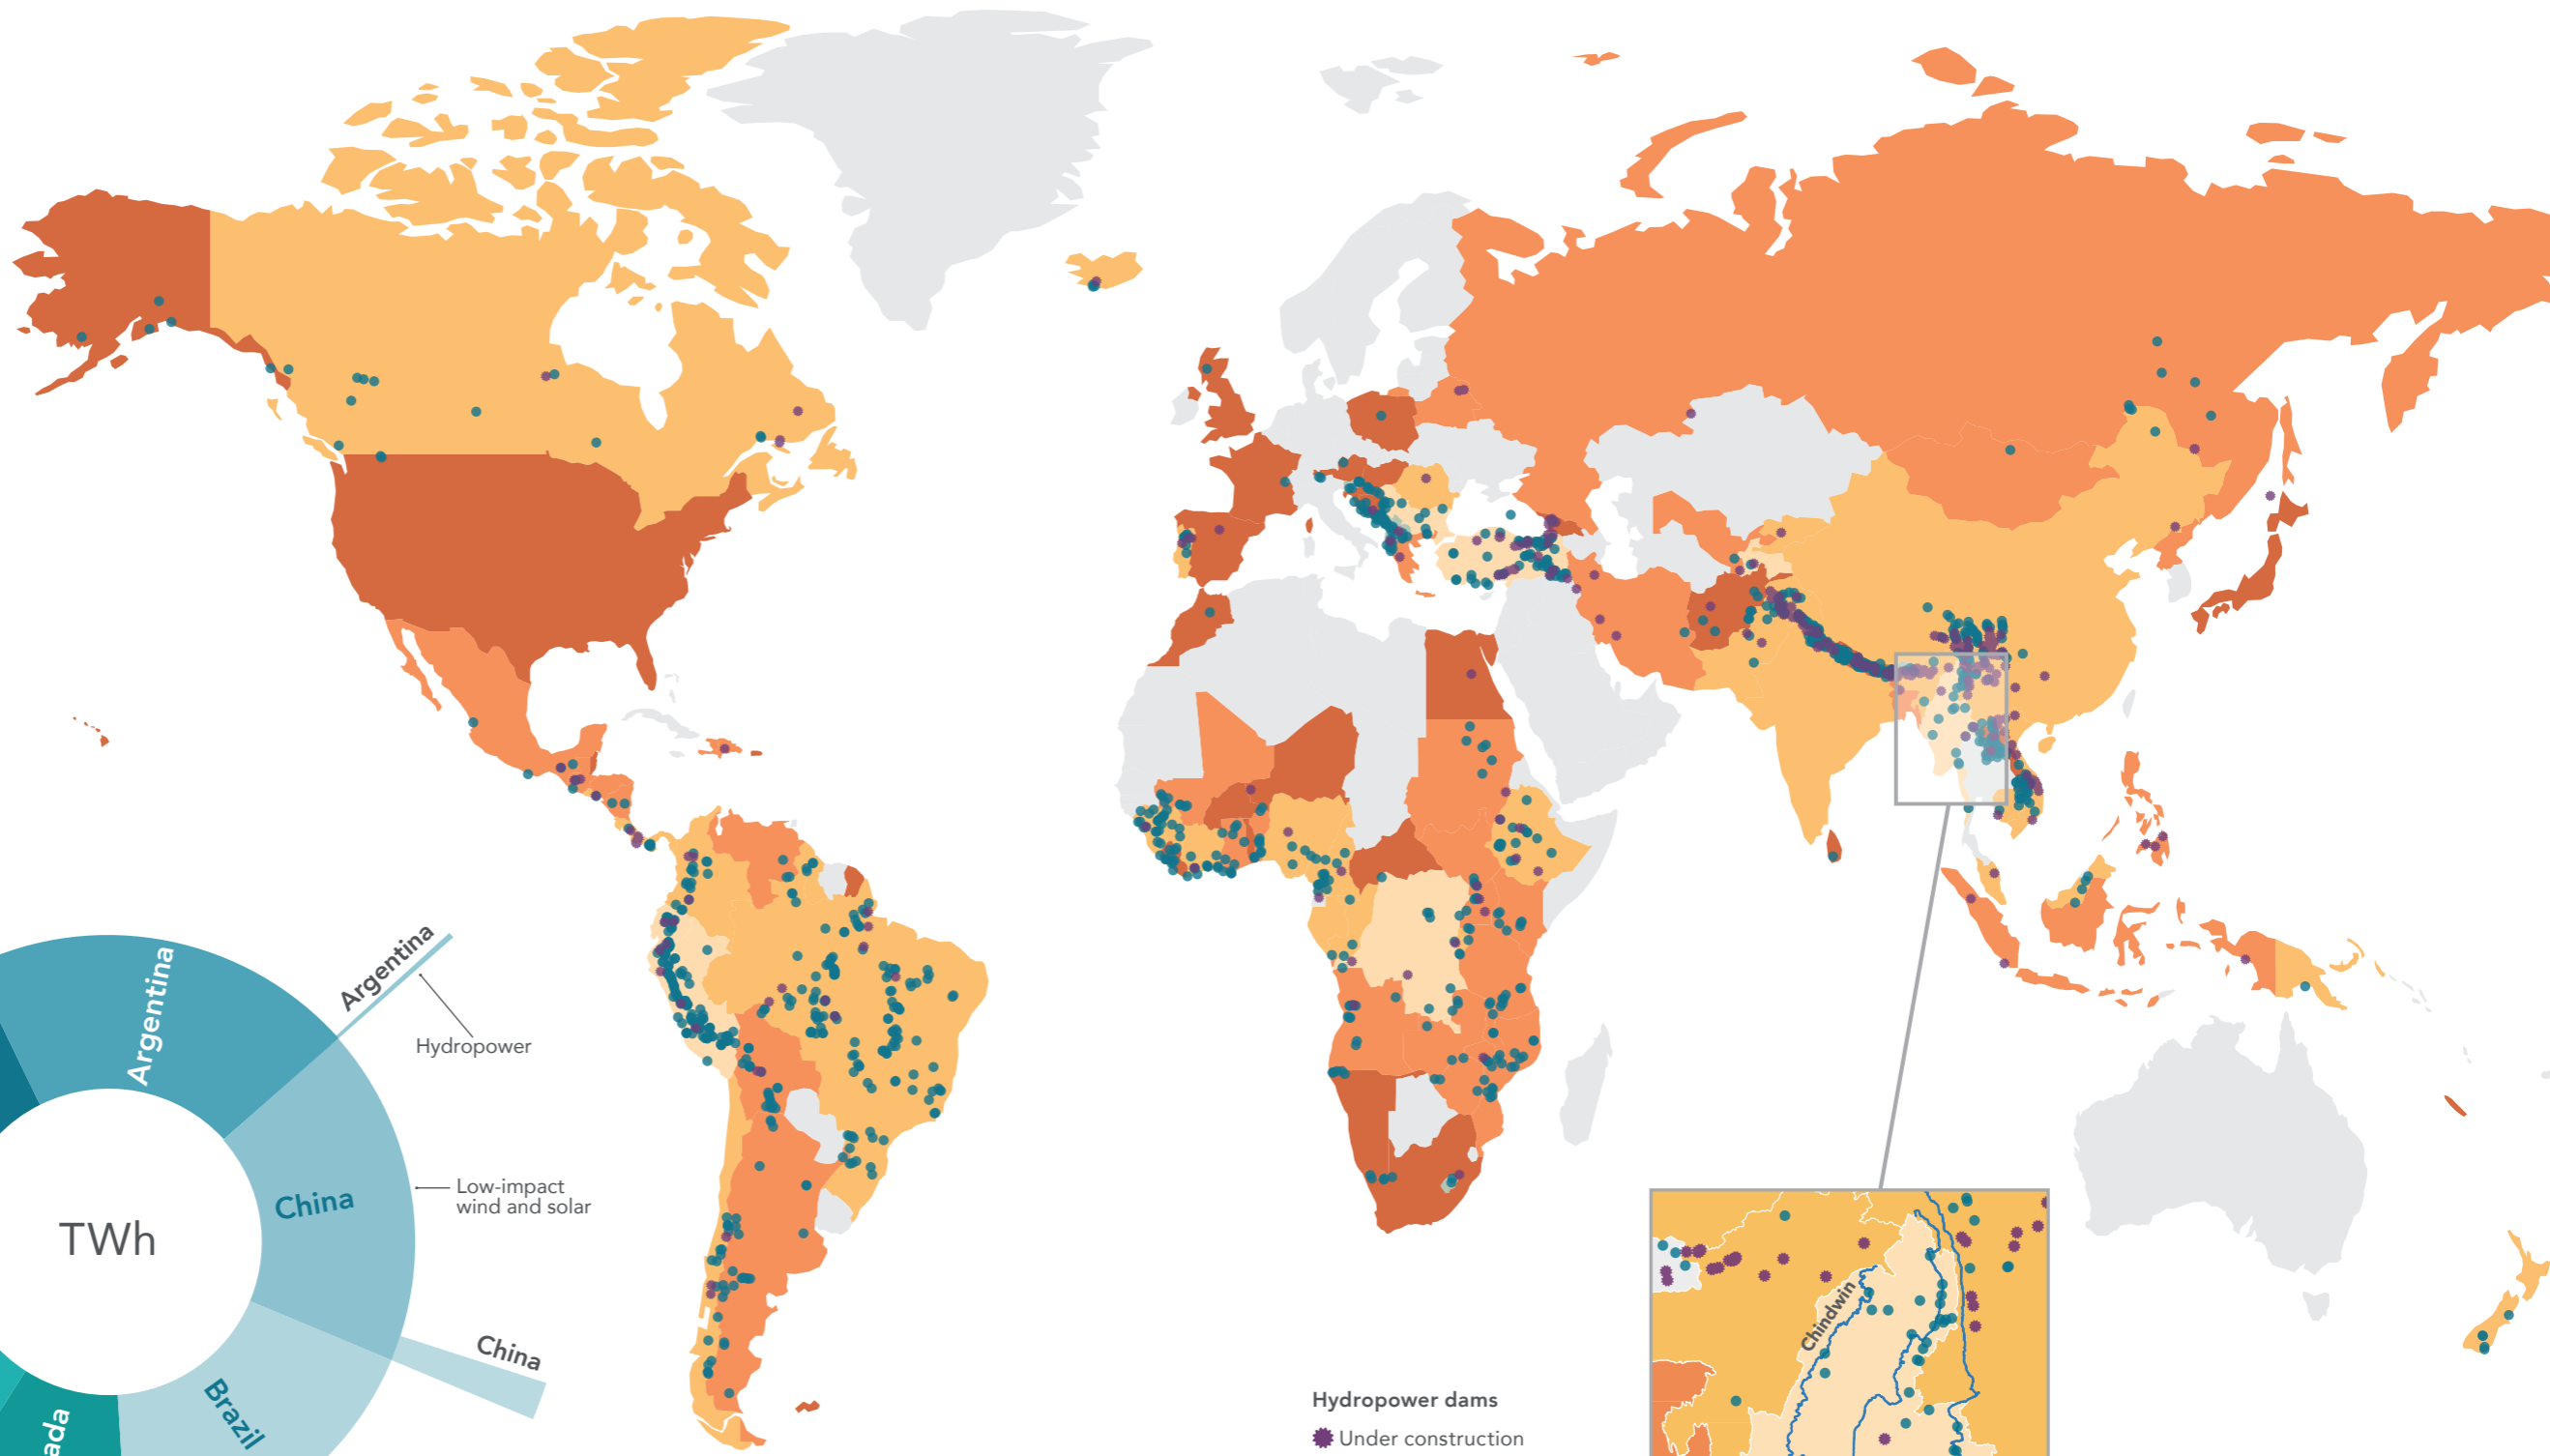 Argentina
Argentina
Hydropower
China
Low-impact
wind and solar
TWh
China
Brazil
ada
Chindwin
Hydropower dams
Under construction